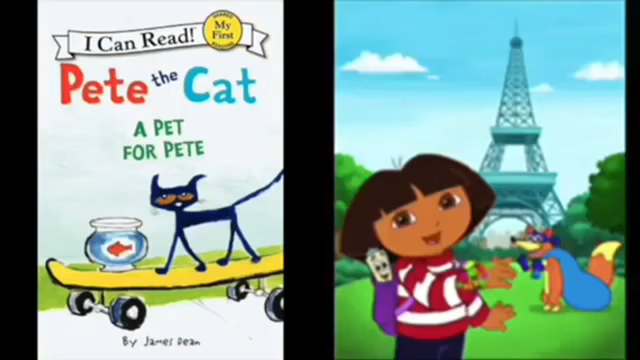 I Can Read!
My
First
Pete the Cat
A PET
FOR PETE
By James Dean